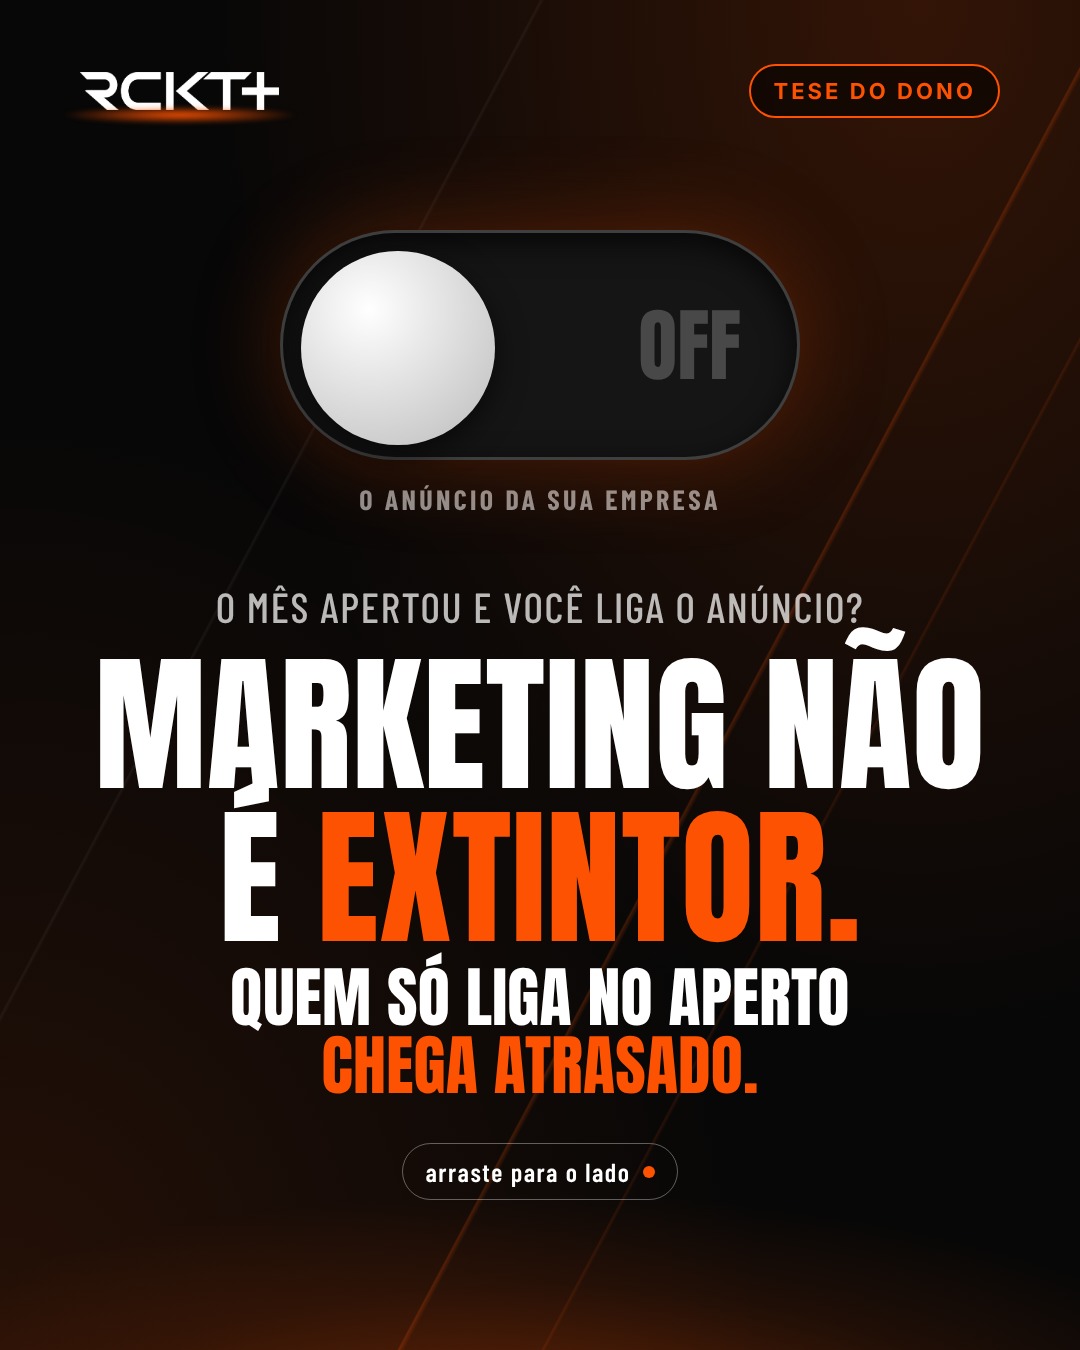 RCKT+
TESE DO DONO
OFF
O ANÚNCIO DA SUA EMPRESA
O MÊS APERTOU E VOCÊ LIGA O ANÚNCIO?
MARKETING NÃO
É EXTINTOR.
QUEM SÓ LIGA NO APERTO
CHEGA ATRASADO.
arraste para o lado